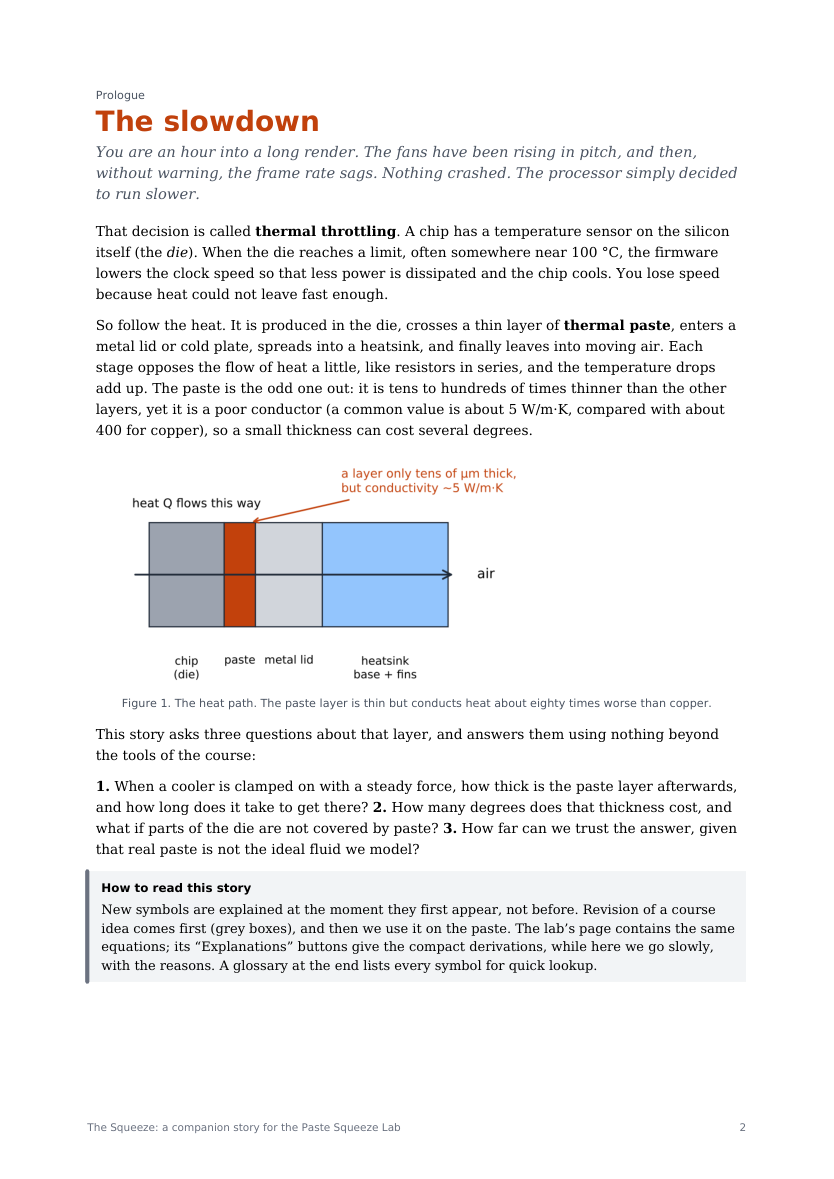 Prologue
The slowdown
You are an hour into a long render. The fans have been rising in pitch, and then,
without warning, the frame rate sags. Nothing crashed. The processor simply decided
to run slower.
That decision is called thermal throttling. A chip has a temperature sensor on the silicon
itself (the die). When the die reaches a limit, often somewhere near 100 °C, the firmware
lowers the clock speed so that less power is dissipated and the chip cools. You lose speed
because heat could not leave fast enough.
So follow the heat. It is produced in the die, crosses a thin layer of thermal paste, enters a
metal lid or cold plate, spreads into a heatsink, and finally leaves into moving air. Each
stage opposes the flow of heat a little, like resistors in series, and the temperature drops
add up. The paste is the odd one out: it is tens to hundreds of times thinner than the other
layers, yet it is a poor conductor (a common value is about 5 W/m·K, compared with about
400 for copper), so a small thickness can cost several degrees.
a layer only tens of μm thick,
but conductivity ~5 W/m·K
heat Q flows this way
air
chip
(die)
paste
metal lid
heatsink
base + fins
Figure 1. The heat path. The paste layer is thin but conducts heat about eighty times worse than copper.
This story asks three questions about that layer, and answers them using nothing beyond
the tools of the course:
1. When a cooler is clamped on with a steady force, how thick is the paste layer afterwards,
and how long does it take to get there? 2. How many degrees does that thickness cost, and
what if parts of the die are not covered by paste? 3. How far can we trust the answer, given
that real paste is not the ideal fluid we model?
How to read this story
New symbols are explained at the moment they first appear, not before. Revision of a course
idea comes first (grey boxes), and then we use it on the paste. The lab’s page contains the same
equations; its “Explanations” buttons give the compact derivations, while here we go slowly,
with the reasons. A glossary at the end lists every symbol for quick lookup.
The Squeeze: a companion story for the Paste Squeeze Lab
2